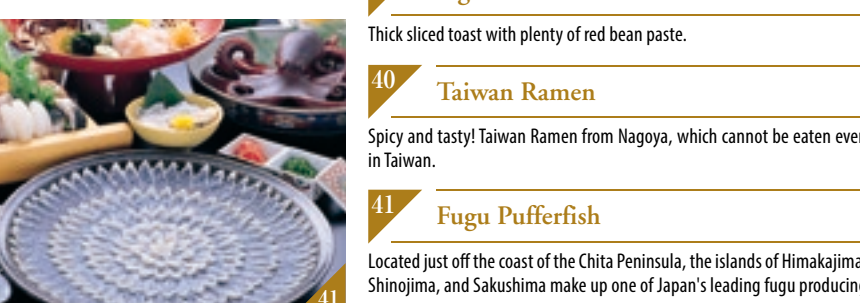 Thick sliced toast with plenty of red bean paste.
40
Taiwan Ramen
Spicy and tasty! Taiwan Ramen from Nagoya, which cannot be eaten even
in Taiwan.
41
Fugu Pufferfish
Located just off the coast of the Chita Peninsula, the islands of Himakajima,
Shinojima, and Sakushima make up one of Japan's leading fugu producing
41